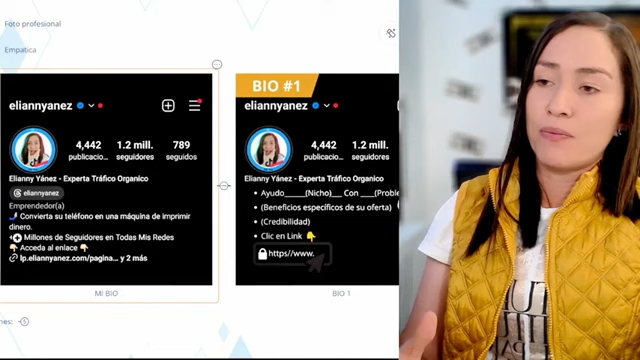 Foto profesional
Empatica
eliannyanez
4,442 1.2 mill. 789
publicacio... seguidores seguidos
Elianny Yánez - Experta Tráfico Organico
eliannyanez
Emprendedor(a)
Convierta su teléfono en una máquina de imprimir
dinero.
+ Millones de Seguidores en Todas Mis Redes
Acceda al enlace
lp.eliannyanez.com/pagina... y 2 más
MI BIO
BIO #1
eliannyanez
4,442 1.2 mill.
publicacio... seguidores
Elianny Yánez - Experta Tráfico Organico
• Ayudo_____(Nicho)___ Con ____(Proble
• (Beneficios específicos de su oferta)
• (Credibilidad)
• Clic en Link
https//www.
BIO 1
nes: